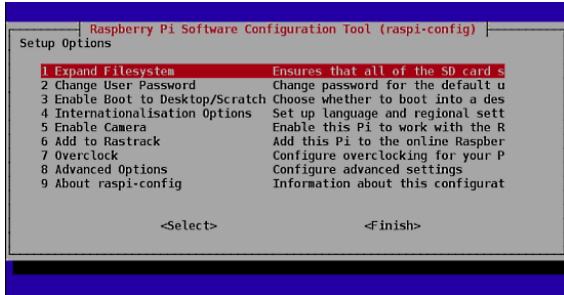 Raspberry Pi Software Configuration Tool (raspi-config)
Setup Options
1 Expand Filesystem Ensures that all of the SD card s
2 Change User Password Change password for the default u
3 Enable Boot to Desktop/Scratch Choose whether to boot into a des
4 Internationalisation Options Set up language and regional sett
5 Enable Camera Enable this Pi to work with the R
6 Add to Rastrack Add this Pi to the online Raspber
7 Overclock Configure overclocking for your P
8 Advanced Options Configure advanced settings
9 About raspi-config Information about this configurat
<Select> <Finish>